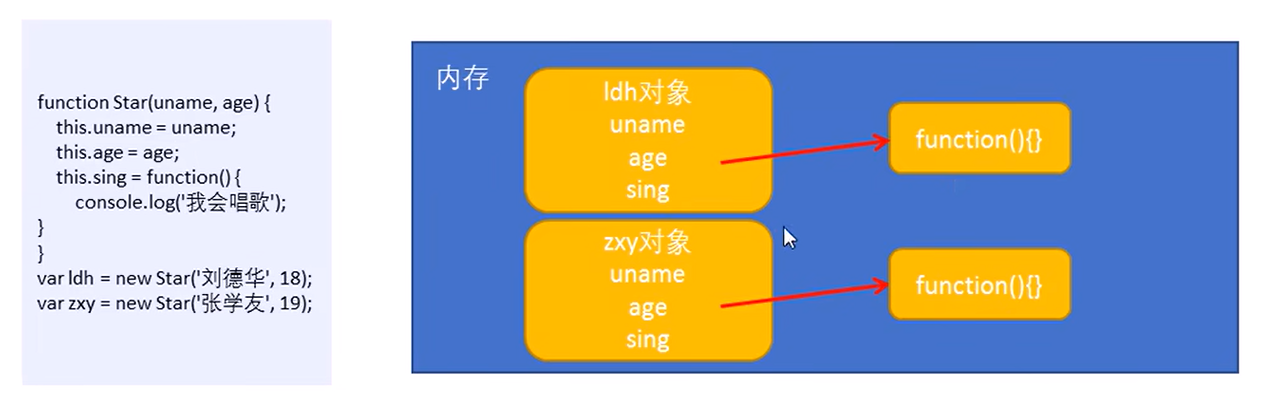 function Star(uname, age) {
this.uname = uname;
this.age = age;
this.sing = function() {
console.log('我会唱歌');
}
}
var ldh = new Star('刘德华', 18);
var zxy = new Star('张学友', 19);
内存
ldh对象
uname
age
sing
function(){}
zxy对象
uname
age
sing
function(){}